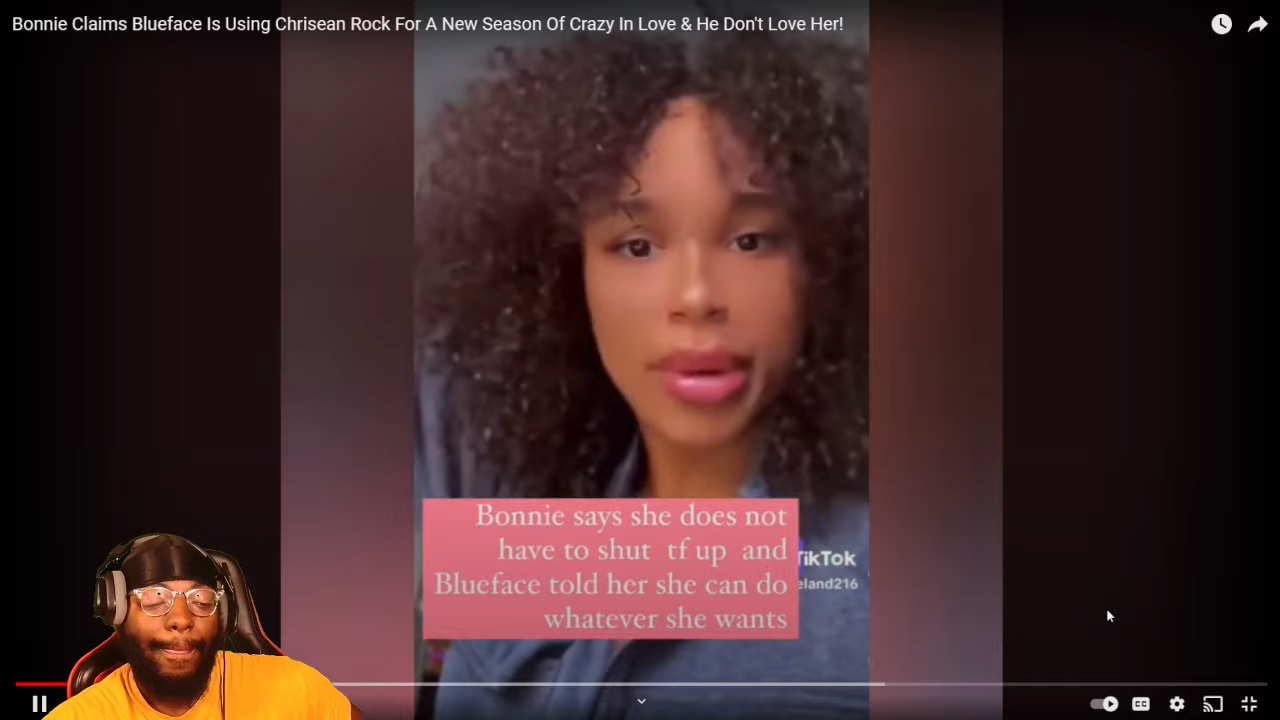 Bonnie Claims Blueface Is Using Chrisean Rock For A New Season Of Crazy In Love & He Don't Love Her!
Bonnie says she does not
have to shut tf up and
Blueface told her she can do
whatever she wants
TikTok
eland216
CC